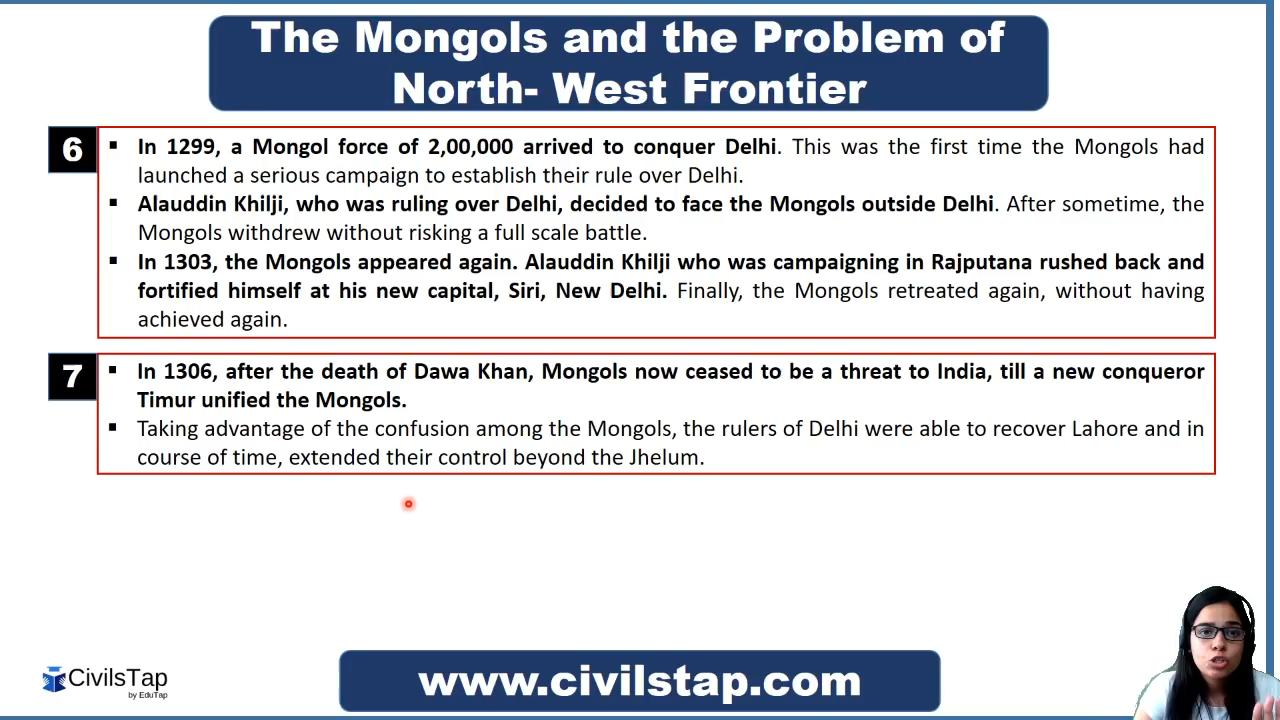 The Mongols and the Problem of
North- West Frontier
6
▪ In 1299, a Mongol force of 2,00,000 arrived to conquer Delhi. This was the first time the Mongols had
launched a serious campaign to establish their rule over Delhi.
▪ Alauddin Khilji, who was ruling over Delhi, decided to face the Mongols outside Delhi. After sometime, the
Mongols withdrew without risking a full scale battle.
▪ In 1303, the Mongols appeared again. Alauddin Khilji who was campaigning in Rajputana rushed back and
fortified himself at his new capital, Siri, New Delhi. Finally, the Mongols retreated again, without having
achieved again.
7
▪ In 1306, after the death of Dawa Khan, Mongols now ceased to be a threat to India, till a new conqueror
Timur unified the Mongols.
▪ Taking advantage of the confusion among the Mongols, the rulers of Delhi were able to recover Lahore and in
course of time, extended their control beyond the Jhelum.
CivilsTap
by EduTap
www.civilstap.com